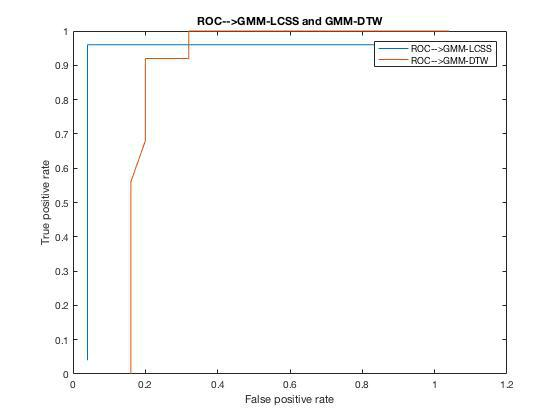 ROC-->GMM-LCSS and GMM-DTW
ROC-->GMM-LCSS
ROC-->GMM-DTW
True positive rate
1
0.9
0.8
0.7
0.6
0.5
0.4
0.3
0.2
0.1
0
0 0.2 0.4 0.6 0.8 1 1.2
False positive rate